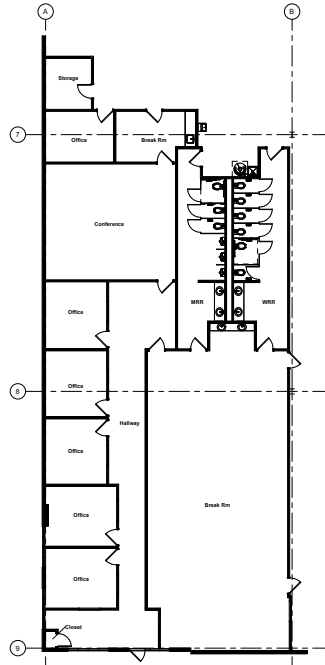 A
B
Storage
7
Office
Break Rm
Conference
Office
MRR
WRR
Office
8
Hallway
Office
Break Rm
Office
Office
Closet
9